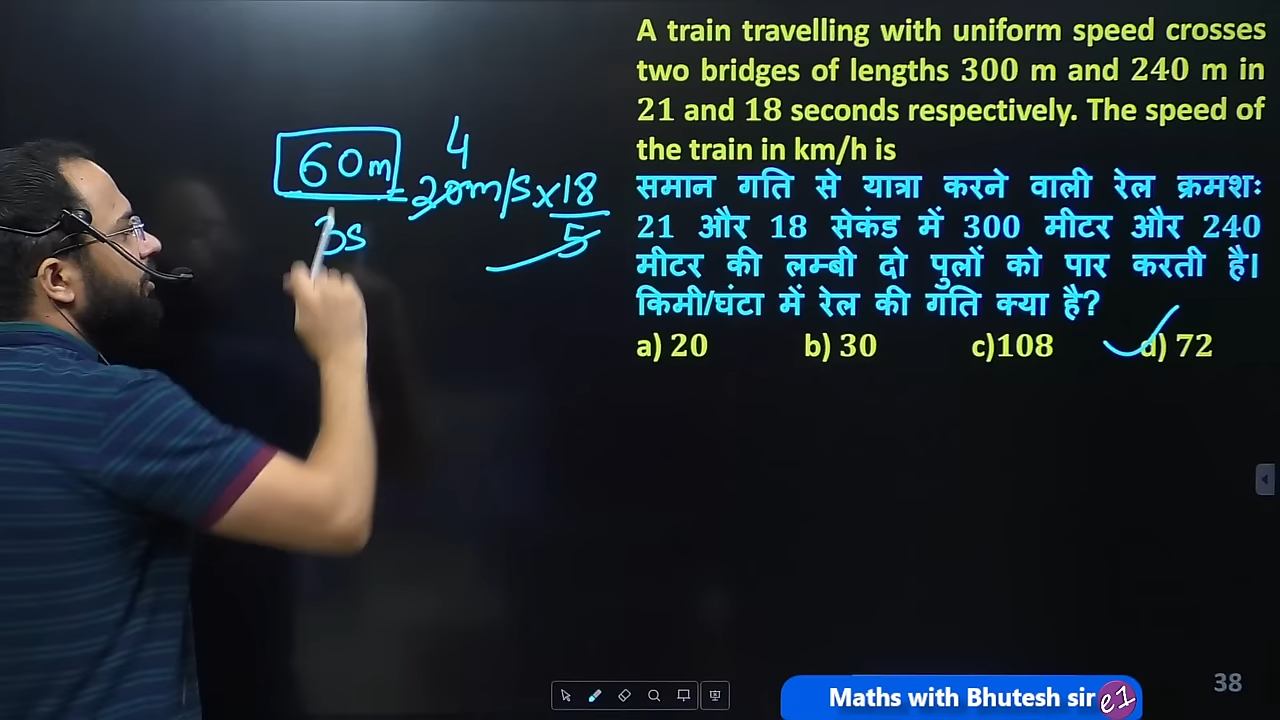 A train travelling with uniform speed crosses
two bridges of lengths 300 m and 240 m in
21 and 18 seconds respectively. The speed of
the train in km/h is
समान गति से यात्रा करने वाली रेल क्रमशः
21 और 18 सेकंड में 300 मीटर और 240
मीटर की लम्बी दो पुलों को पार करती है।
किमी/घंटा में रेल की गति क्या है?
a) 20 b) 30 c)108 d) 72
4
60m = 20m/s × 18
3s 5
Maths with Bhutesh sir e1
38